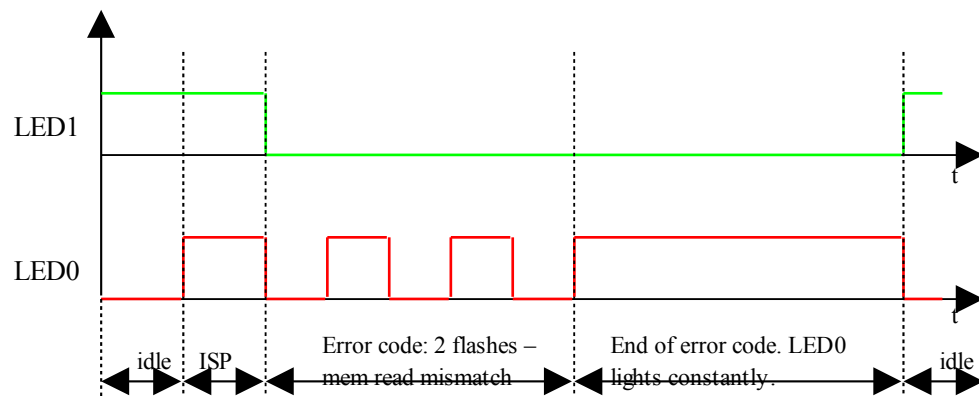 LED1
t
LED0
t
idle
ISP
Error code: 2 flashes –
mem read mismatch
End of error code. LED0
lights constantly.
idle